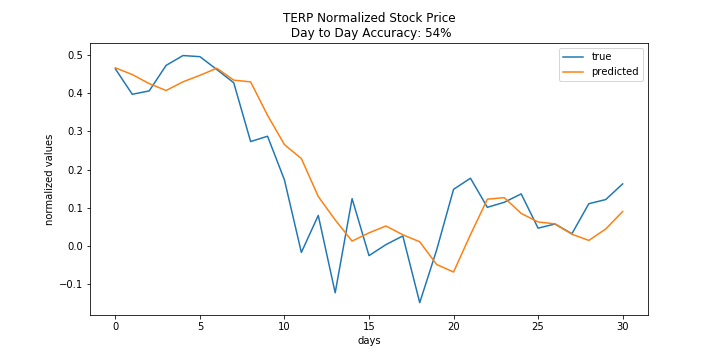 TERP Normalized Stock Price
Day to Day Accuracy: 54%
true
predicted
normalized values
0.5
0.4
0.3
0.2
0.1
0.0
−0.1
0
5
10
15
20
25
30
days